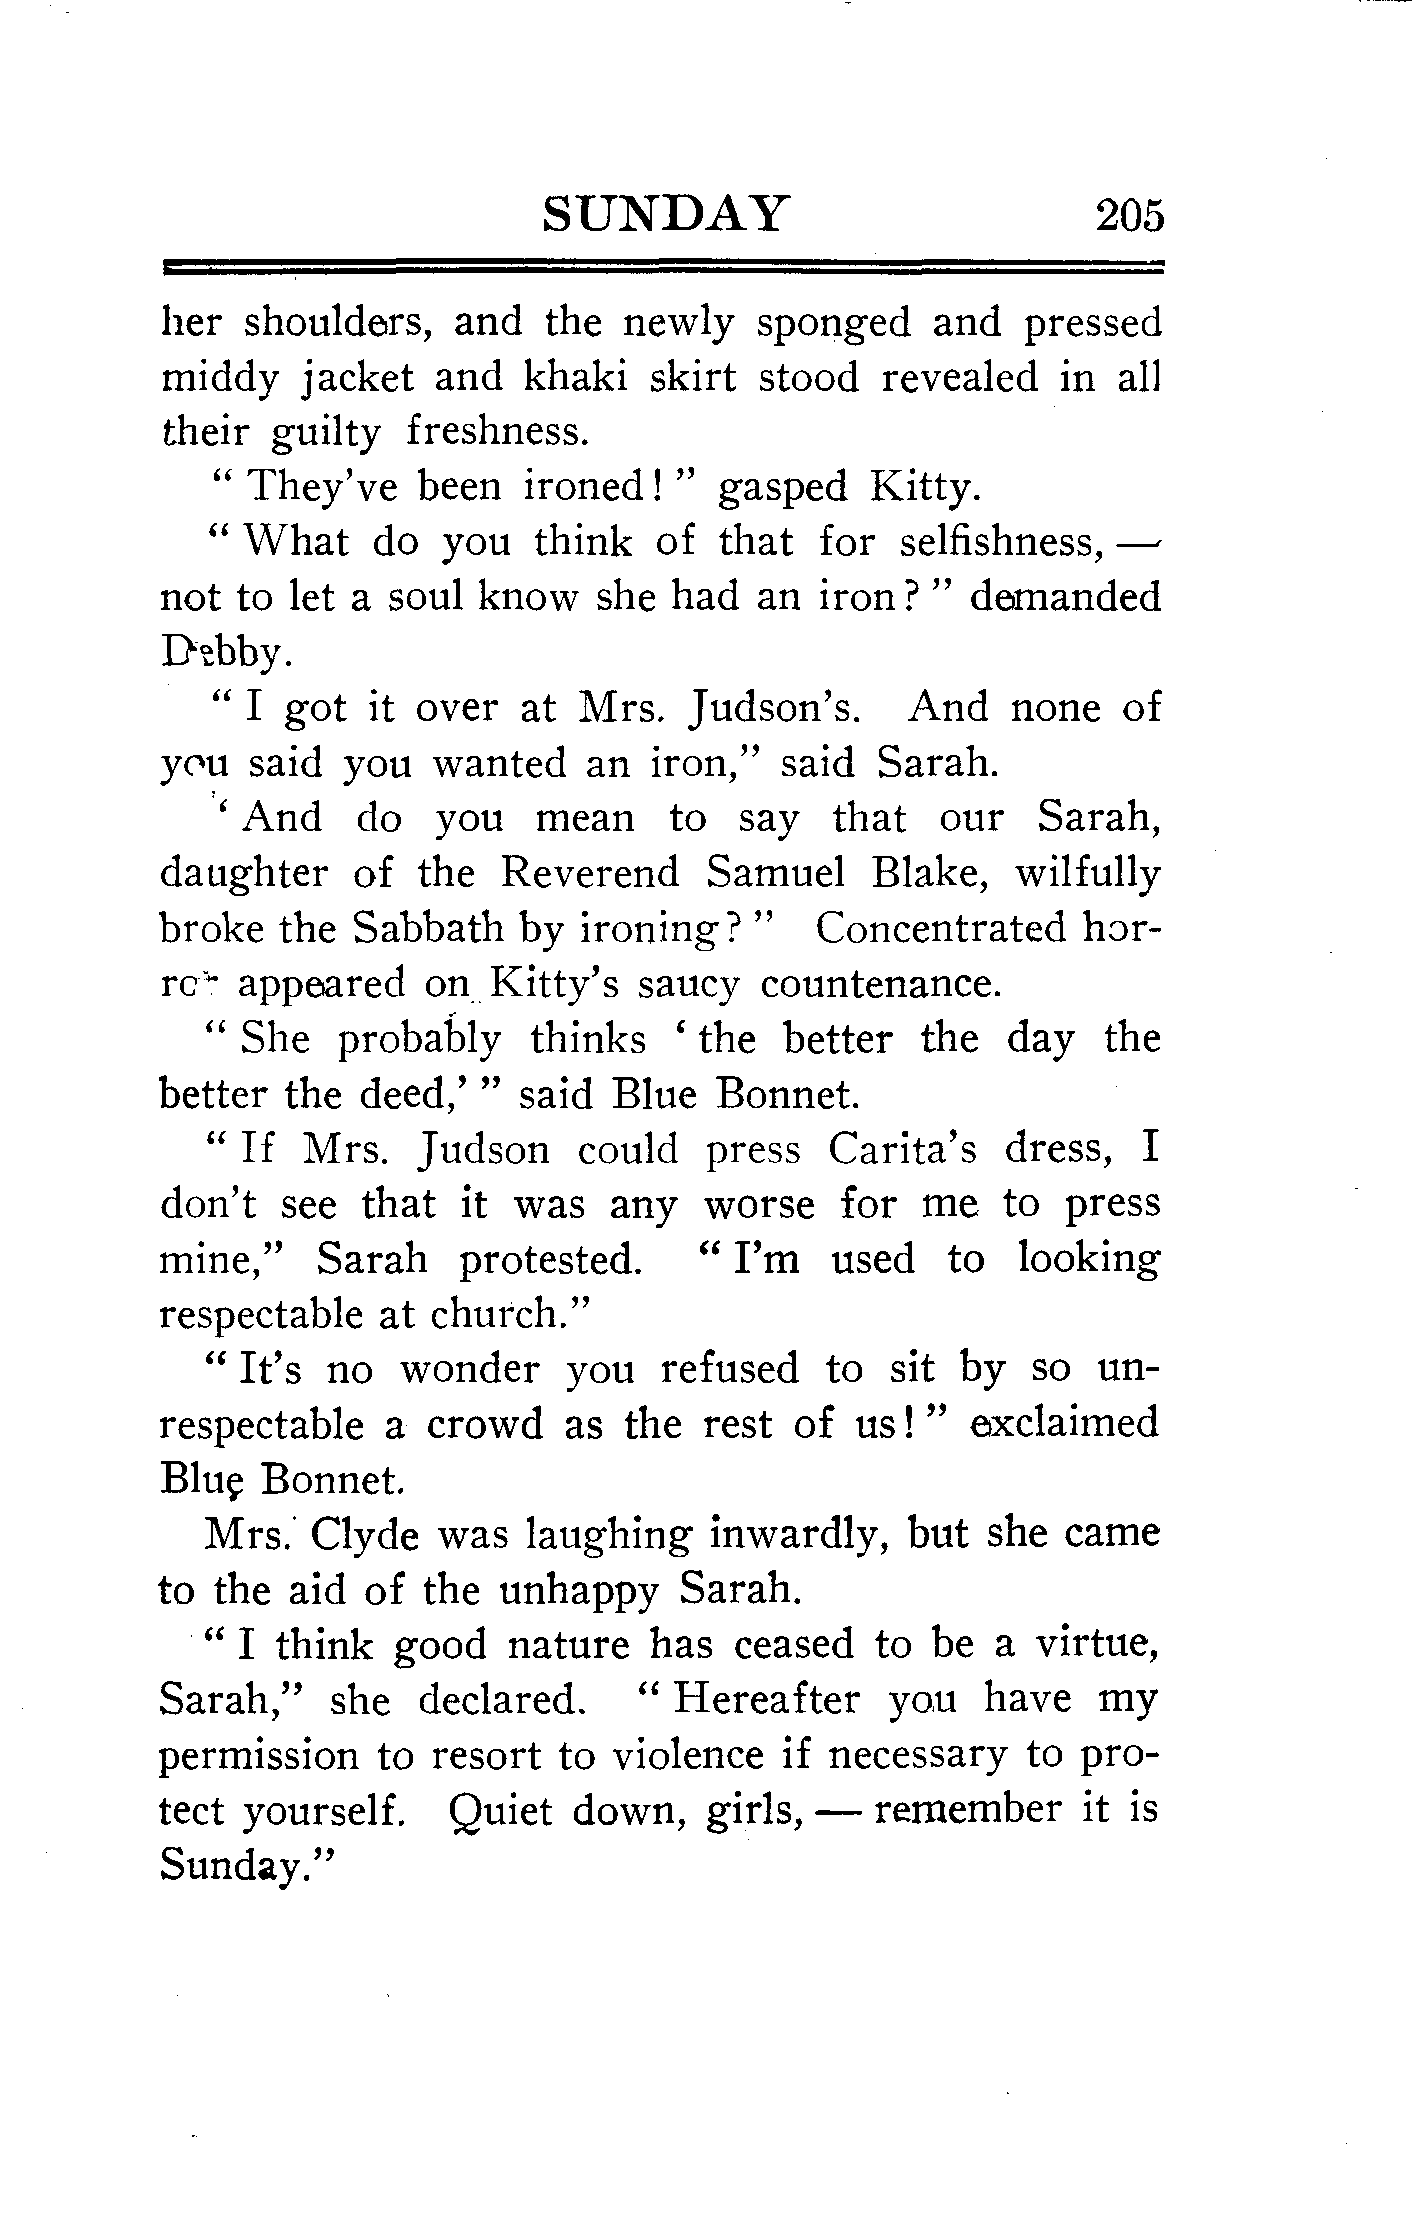 SUNDAY 205
her shoulders, and the newly sponged and pressed
middy jacket and khaki skirt stood revealed in all
their guilty freshness.
" They've been ironed! " gasped Kitty.
" What do you think of that for selfishness, —
not to let a soul know she had an iron? " demanded
Debby.
" I got it over at Mrs. Judson's. And none of
you said you wanted an iron," said Sarah.
" And do you mean to say that our Sarah,
daughter of the Reverend Samuel Blake, wilfully
broke the Sabbath by ironing? " Concentrated hor-
ror appeared on Kitty's saucy countenance.
" She probably thinks ' the better the day the
better the deed,' " said Blue Bonnet.
" If Mrs. Judson could press Carita's dress, I
don't see that it was any worse for me to press
mine," Sarah protested. " I'm used to looking
respectable at church."
" It's no wonder you refused to sit by so un-
respectable a crowd as the rest of us! " exclaimed
Blue Bonnet.
Mrs. Clyde was laughing inwardly, but she came
to the aid of the unhappy Sarah.
" I think good nature has ceased to be a virtue,
Sarah," she declared. " Hereafter you have my
permission to resort to violence if necessary to pro-
tect yourself. Quiet down, girls, — remember it is
Sunday."